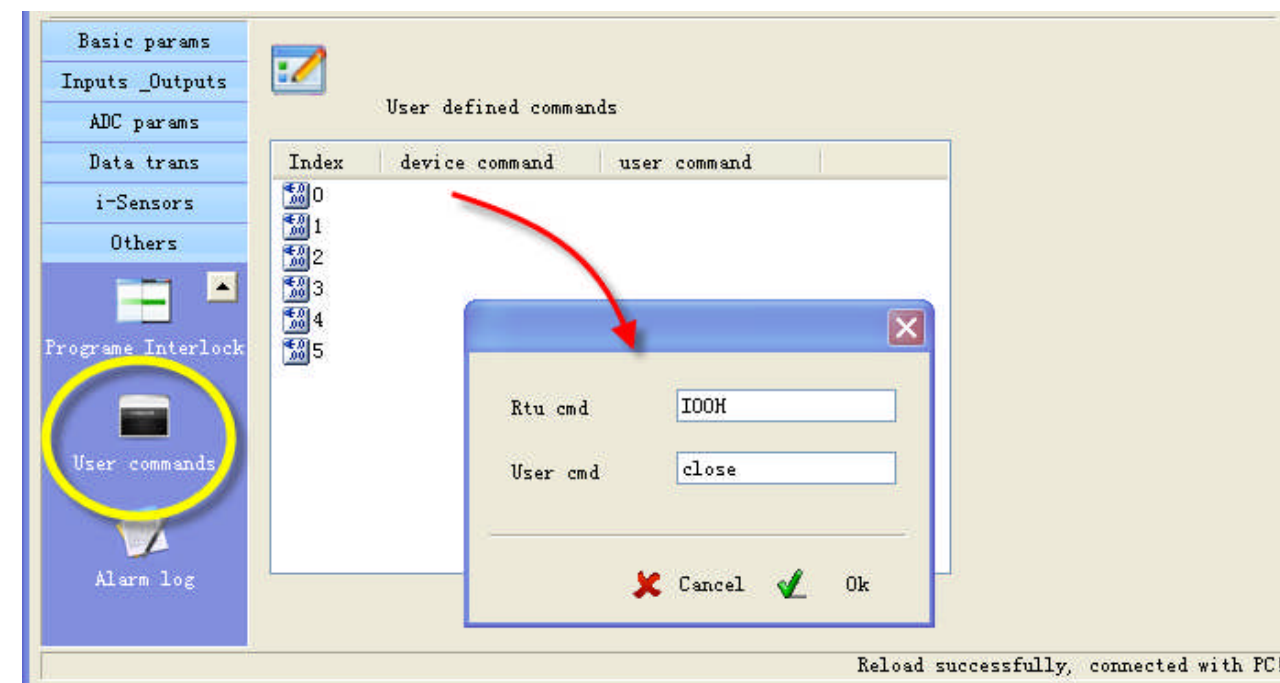 Basic params
Inputs _Outputs
ADC params
Data trans
i-Sensors
Others
Programe Interlock
User commands
Alarm log
User defined commands
Index device command user command
0
1
2
3
4
5
Rtu cmd IOOH
User cmd close
Cancel Ok
Reload successfully, connected with PC!